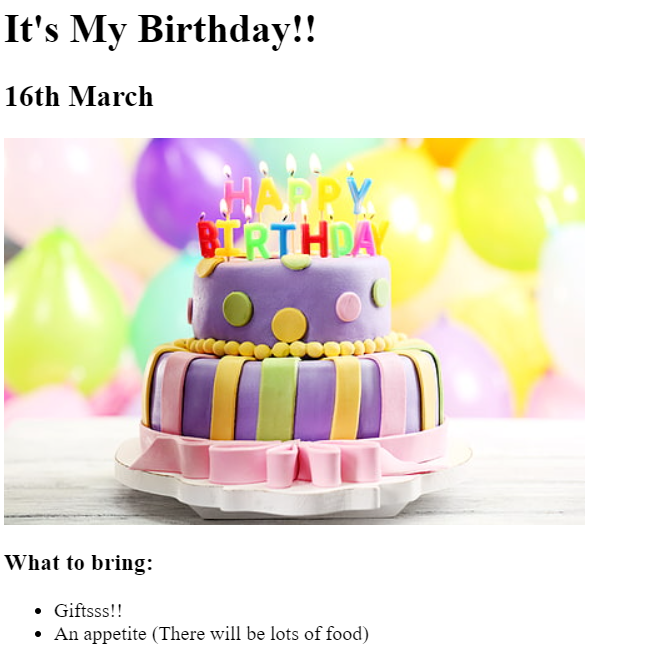 It's My Birthday!!
16th March
HAPPY
BIRTHDAY
What to bring:
Giftsss!!
An appetite (There will be lots of food)